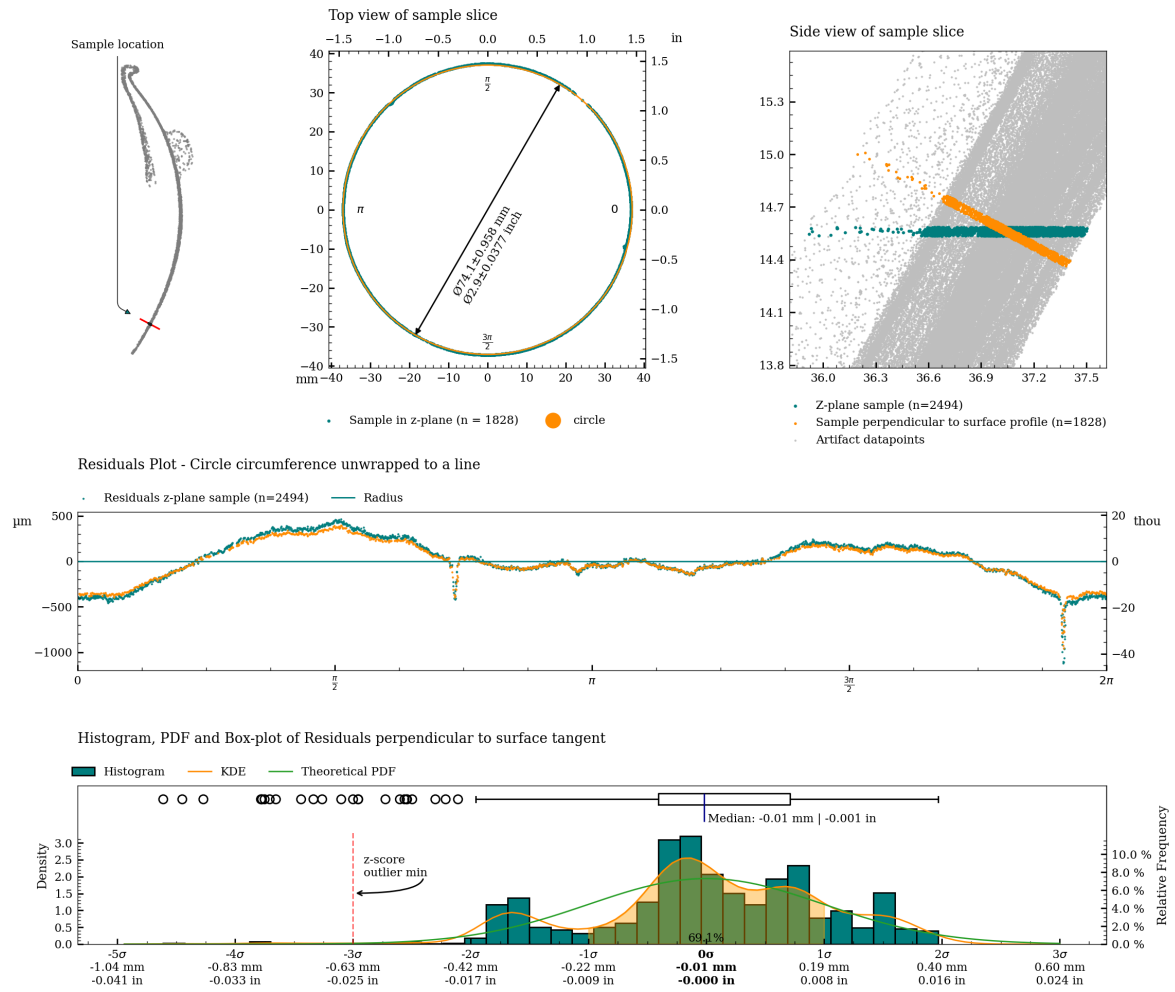 Top view of sample slice
Side view of sample slice
Sample location
−1.5 −1.0 −0.5 0.0 0.5 1.0 1.5 in
40
30
20
10
0
−10
−20
−30
−40
1.5
1.0
0.5
0.0
−0.5
−1.0
−1.5
π/2
π
0
3π/2
Ø74.1±0.958 mm
Ø2.9±0.0377 inch
mm −40 −30 −20 −10 0 10 20 30 40
Sample in z-plane (n = 1828) circle
15.3
15.0
14.7
14.4
14.1
13.8
36.0 36.3 36.6 36.9 37.2 37.5
Z-plane sample (n=2494)
Sample perpendicular to surface profile (n=1828)
Artifact datapoints
Residuals Plot - Circle circumference unwrapped to a line
Residuals z-plane sample (n=2494) Radius
µm
500
0
−500
−1000
thou
20
0
−20
−40
0 π/2 π 3π/2 2π
Histogram, PDF and Box-plot of Residuals perpendicular to surface tangent
Histogram KDE Theoretical PDF
Median: -0.01 mm | -0.001 in
z-score
outlier min
Density
3.0
2.5
2.0
1.5
1.0
0.5
0.0
Relative Frequency
10.0 %
8.0 %
6.0 %
4.0 %
2.0 %
0.0 %
69.1%
-5σ -4σ -3σ -2σ -1σ 0σ 1σ 2σ 3σ
-1.04 mm -0.83 mm -0.63 mm -0.42 mm -0.22 mm -0.01 mm 0.19 mm 0.40 mm 0.60 mm
-0.041 in -0.033 in -0.025 in -0.017 in -0.009 in -0.000 in 0.008 in 0.016 in 0.024 in